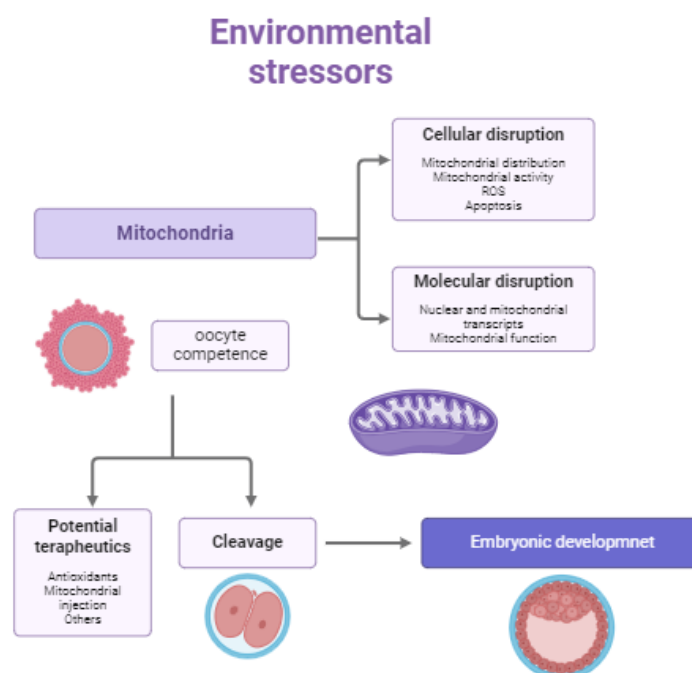 Environmental
stressors
Cellular disruption
Mitochondrial distribution
Mitochondrial activity
ROS
Apoptosis
Mitochondria
Molecular disruption
Nuclear and mitochondrial
transcripts
Mitochondrial function
oocyte
competence
Potential
terapheutics
Antioxidants
Mitochondrial
injection
Others
Cleavage
Embryonic developmnet